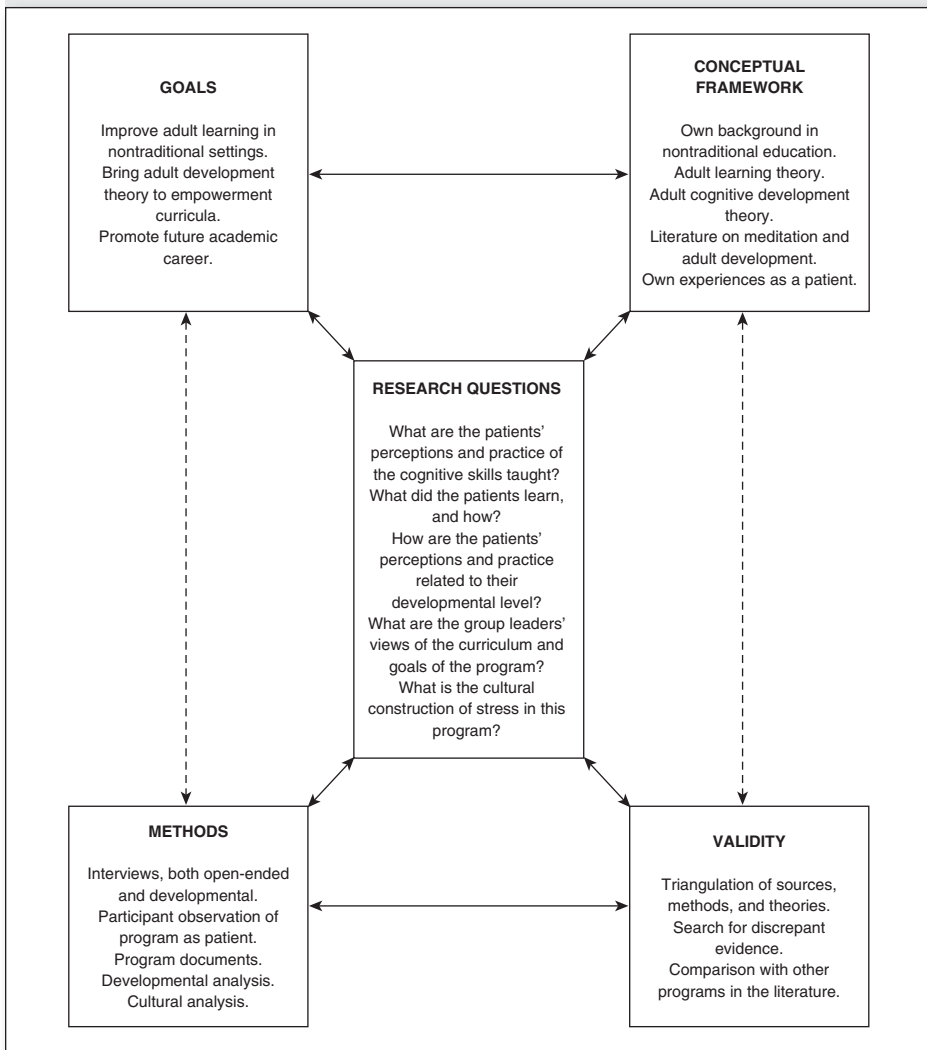 GOALS
Improve adult learning in
nontraditional settings.
Bring adult development
theory to empowerment
curricula.
Promote future academic
career.
CONCEPTUAL
FRAMEWORK
Own background in
nontraditional education.
Adult learning theory.
Adult cognitive development
theory.
Literature on meditation and
adult development.
Own experiences as a patient.
RESEARCH QUESTIONS
What are the patients’
perceptions and practice of
the cognitive skills taught?
What did the patients learn,
and how?
How are the patients’
perceptions and practice
related to their
developmental level?
What are the group leaders’
views of the curriculum and
goals of the program?
What is the cultural
construction of stress in this
program?
METHODS
Interviews, both open-ended
and developmental.
Participant observation of
program as patient.
Program documents.
Developmental analysis.
Cultural analysis.
VALIDITY
Triangulation of sources,
methods, and theories.
Search for discrepant
evidence.
Comparison with other
programs in the literature.